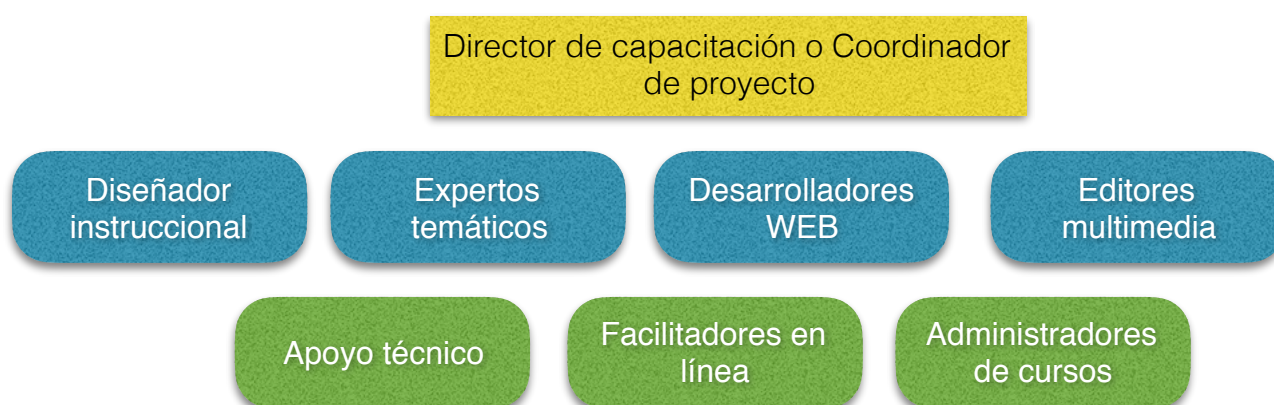 Director de capacitación o Coordinador
de proyecto
Diseñador
instruccional
Expertos
temáticos
Desarrolladores
WEB
Editores
multimedia
Apoyo técnico
Facilitadores en
línea
Administradores
de cursos